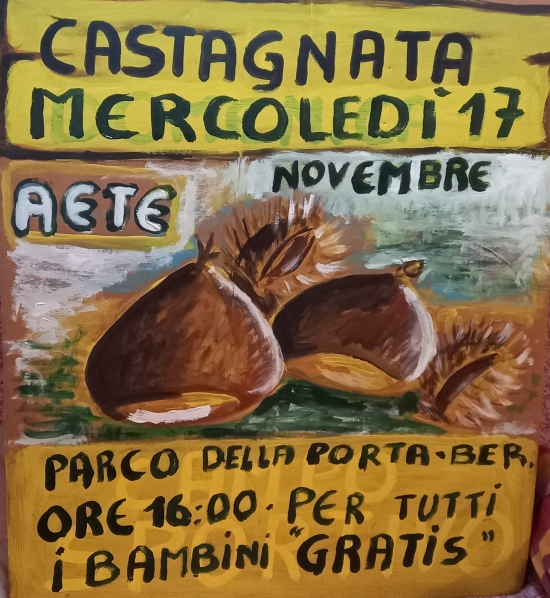 CASTAGNATA
MERCOLEDÌ 17
NOVEMBRE
AETE
PARCO DELLA PORTA·BER.
ORE 16:00· PER TUTTI
i BAMBINI "GRATIS"